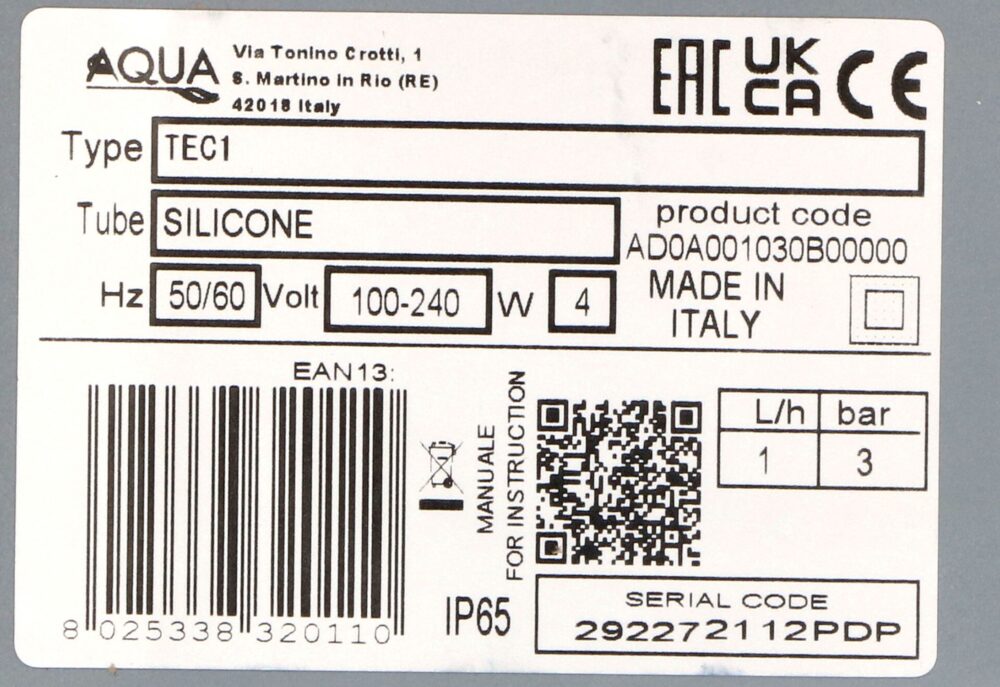 AQUA
Via Tonino Crotti, 1
S. Martino in Rio (RE)
42018 Italy
EAC UK CA CE
Type TEC1
Tube SILICONE
product code
AD0A001030B00000
Hz 50/60 Volt 100-240 W 4
MADE IN
ITALY
EAN13:
8 025338 320110
MANUALE
FOR INSTRUCTION
L/h bar
1 3
IP65
SERIAL CODE
292272112PDP